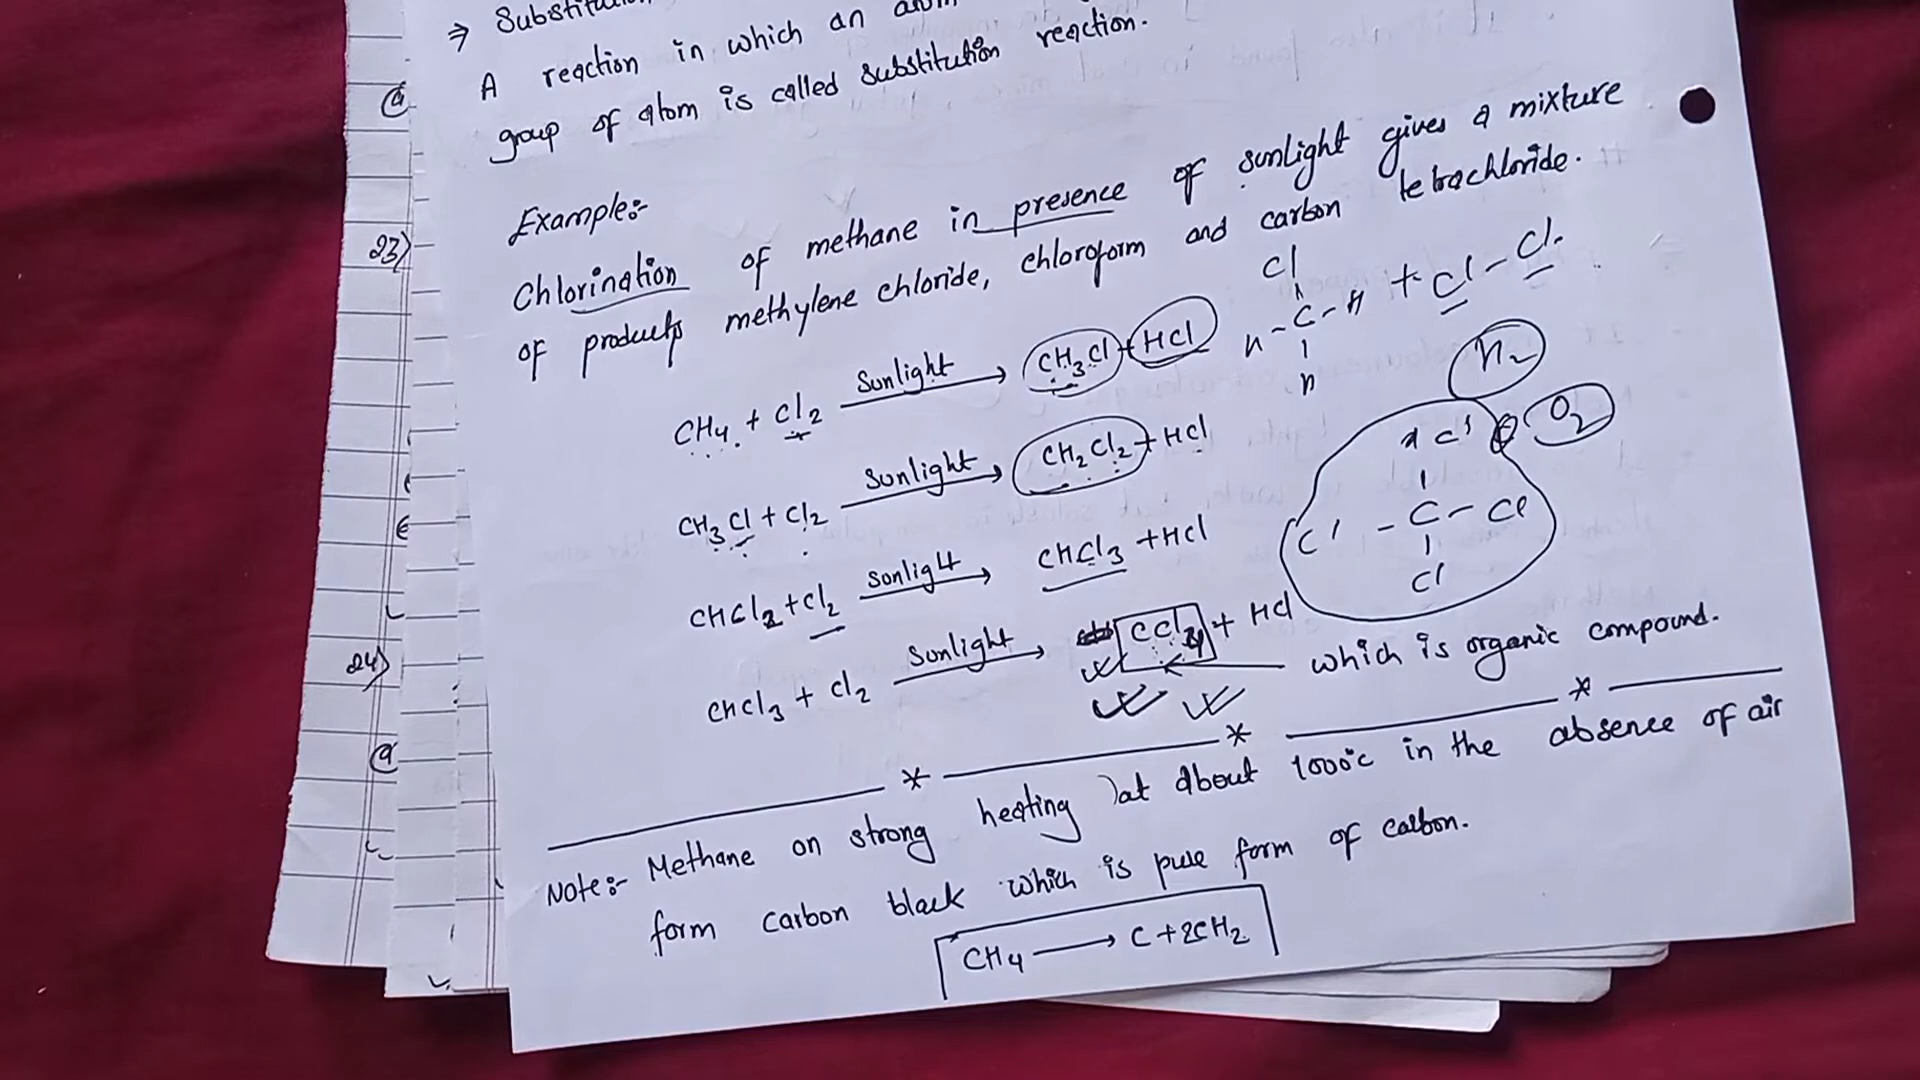 ⇒ Substitution
A reaction in which an atom
group of atom is called substitution reaction.
Example:-
Chlorination of methane in presence of sunlight gives a mixture
of products methylene chloride, chloroform and carbon tetrachloride.
CH4 + Cl2 Sunlight → CH3Cl + HCl
CH3Cl + Cl2 Sunlight → CH2Cl2 + HCl
CHCl2 + Cl2 sunlight → CHCl3 + HCl
CHCl3 + Cl2 Sunlight → CCl4 + HCl
Cl
H - C - H + Cl - Cl
H
H2
Cl O2
Cl - C - Cl
Cl
which is organic compound.
* * *
Note:- Methane on strong heating at about 1000°c in the absence of air
form carbon black which is pure form of carbon.
CH4 → C + 2CH2
23)
24)